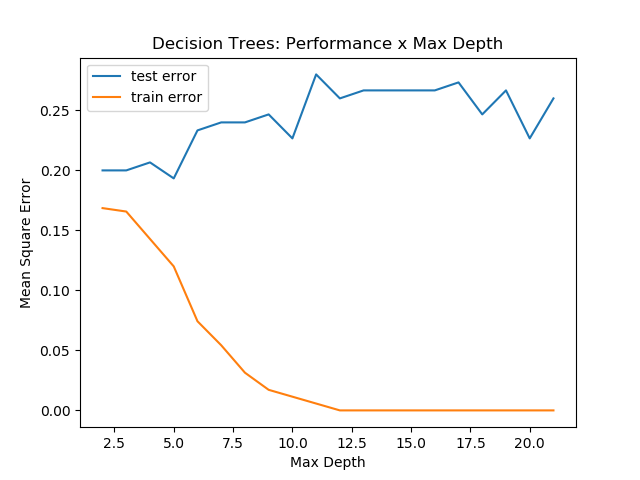 Decision Trees: Performance x Max Depth
test error
train error
Mean Square Error
0.25
0.20
0.15
0.10
0.05
0.00
2.5 5.0 7.5 10.0 12.5 15.0 17.5 20.0
Max Depth